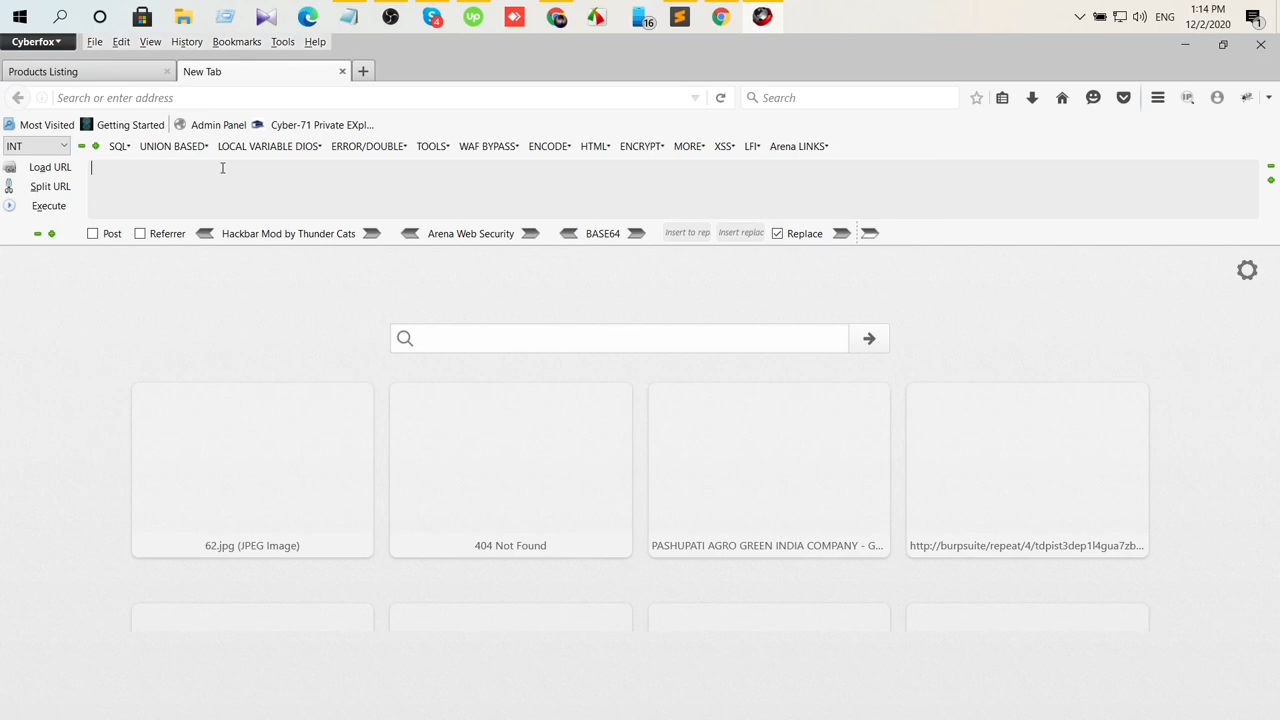 16
4
1:14 PM
ENG
12/2/2020
1
Cyberfox
File Edit View History Bookmarks Tools Help
Products Listing
New Tab
Search or enter address
Search
Most Visited Getting Started Admin Panel Cyber-71 Private EXpl...
INT
SQL UNION BASED LOCAL VARIABLE DIOS ERROR/DOUBLE TOOLS WAF BYPASS ENCODE HTML ENCRYPT MORE XSS LFI Arena LINKS
Load URL
Split URL
Execute
Post Referrer Hackbar Mod by Thunder Cats Arena Web Security BASE64 Insert to rep Insert replac Replace
62.jpg (JPEG Image)
404 Not Found
PASHUPATI AGRO GREEN INDIA COMPANY - G...
http://burpsuite/repeat/4/tdpist3dep1l4gua7zb...